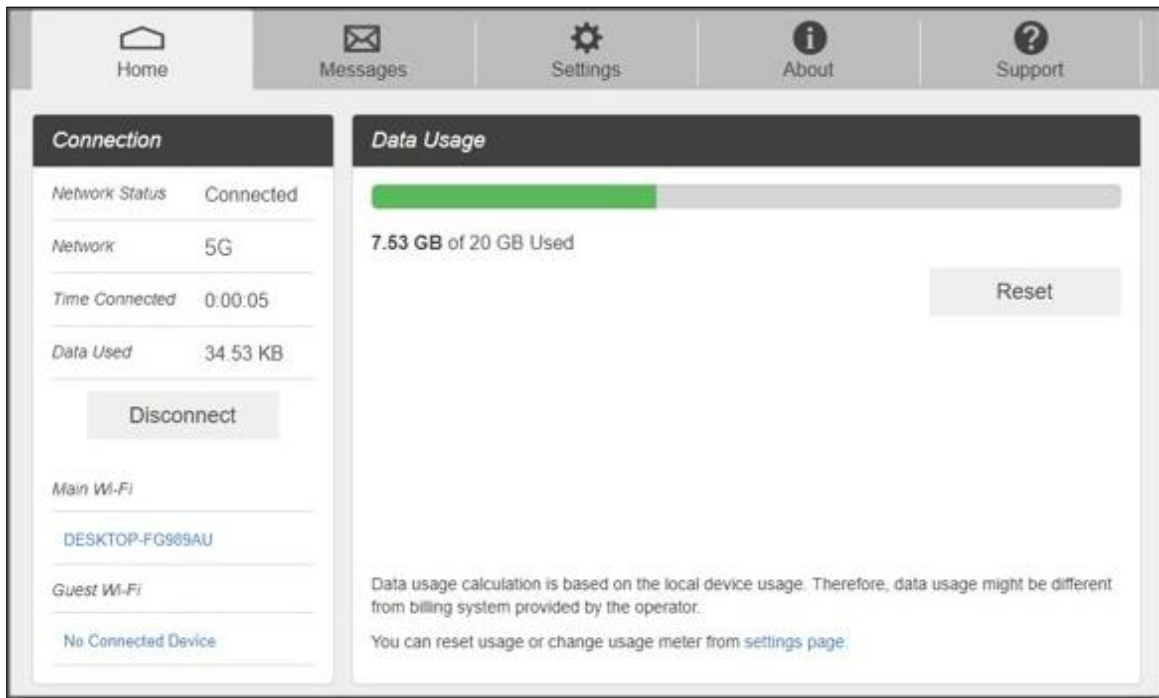 Home
Messages
Settings
About
Support
Connection
Network Status Connected
Network 5G
Time Connected 0:00:05
Data Used 34.53 KB
Disconnect
Main Wi-Fi
DESKTOP-FG989AU
Guest Wi-Fi
No Connected Device
Data Usage
7.53 GB of 20 GB Used
Reset
Data usage calculation is based on the local device usage. Therefore, data usage might be different
from billing system provided by the operator.
You can reset usage or change usage meter from settings page.